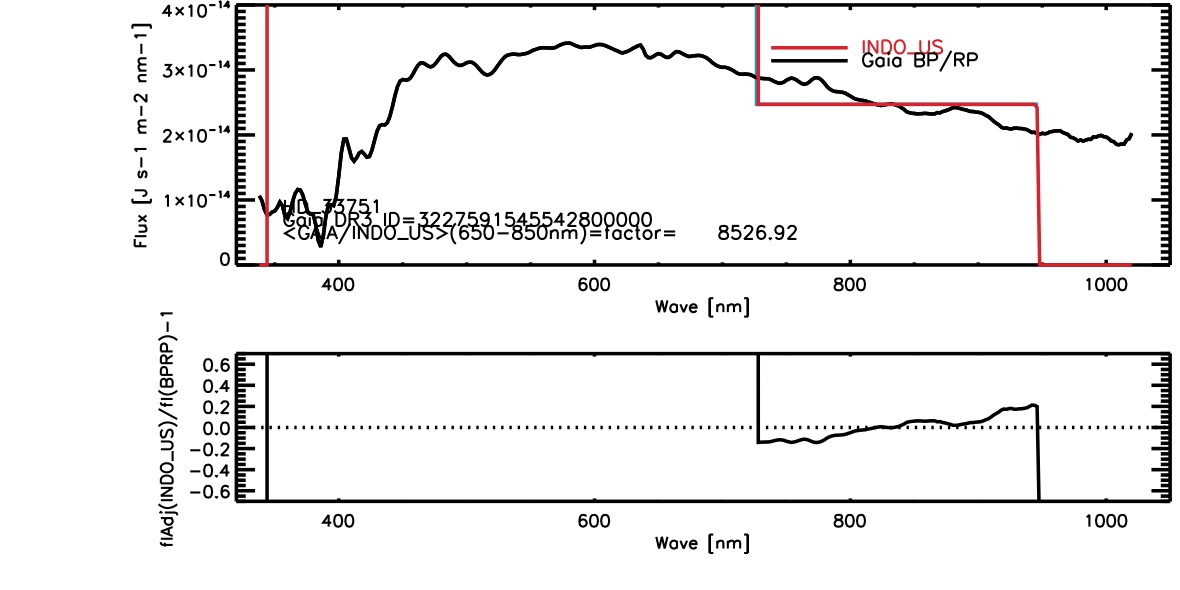 4×10−14
3×10−14
2×10−14
1×10−14
0
Flux [J s−1 m−2 nm−1]
INDO_US
Gaia BP/RP
HD_33751
Gaia DR3 ID=3227591545542800000
<GAIA/INDO_US>(650−850nm)=factor= 8526.92
400 600 800 1000
Wave [nm]
flAdj(INDO_US)/fl(BPRP)−1
0.6
0.4
0.2
0.0
−0.2
−0.4
−0.6
400 600 800 1000
Wave [nm]